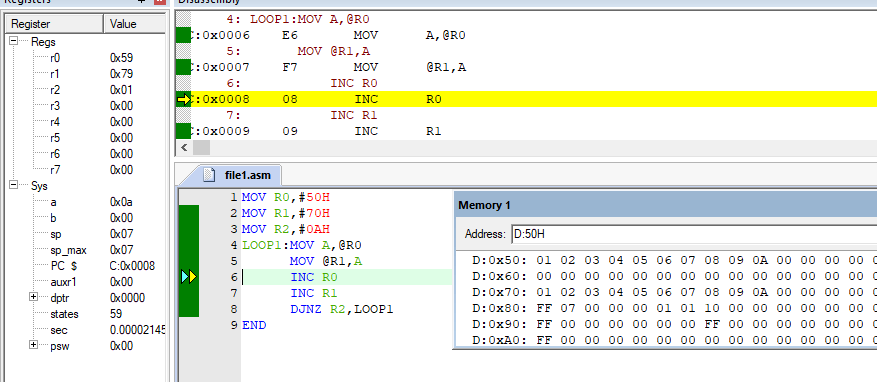 Registers
Register Value
Regs
r0 0x59
r1 0x79
r2 0x01
r3 0x00
r4 0x00
r5 0x00
r6 0x00
r7 0x00
Sys
a 0x0a
b 0x00
sp 0x07
sp_max 0x07
PC $ C:0x0008
auxr1 0x00
dptr 0x0000
states 59
sec 0.00002145
psw 0x00
Disassembly
4: LOOP1:MOV A,@R0
C:0x0006 E6 MOV A,@R0
5: MOV @R1,A
C:0x0007 F7 MOV @R1,A
6: INC R0
C:0x0008 08 INC R0
7: INC R1
C:0x0009 09 INC R1
file1.asm
1 MOV R0,#50H
2 MOV R1,#70H
3 MOV R2,#0AH
4 LOOP1:MOV A,@R0
5 MOV @R1,A
6 INC R0
7 INC R1
8 DJNZ R2,LOOP1
9 END
Memory 1
Address: D:50H
D:0x50: 01 02 03 04 05 06 07 08 09 0A 00 00 00 00 0
D:0x60: 00 00 00 00 00 00 00 00 00 00 00 00 00 00 0
D:0x70: 01 02 03 04 05 06 07 08 09 0A 00 00 00 00 0
D:0x80: FF 07 00 00 00 01 01 10 00 00 00 00 00 00 0
D:0x90: FF 00 00 00 00 00 00 00 FF 00 00 00 00 00 0
D:0xA0: FF 00 00 00 00 00 00 00 00 00 00 00 00 00 0